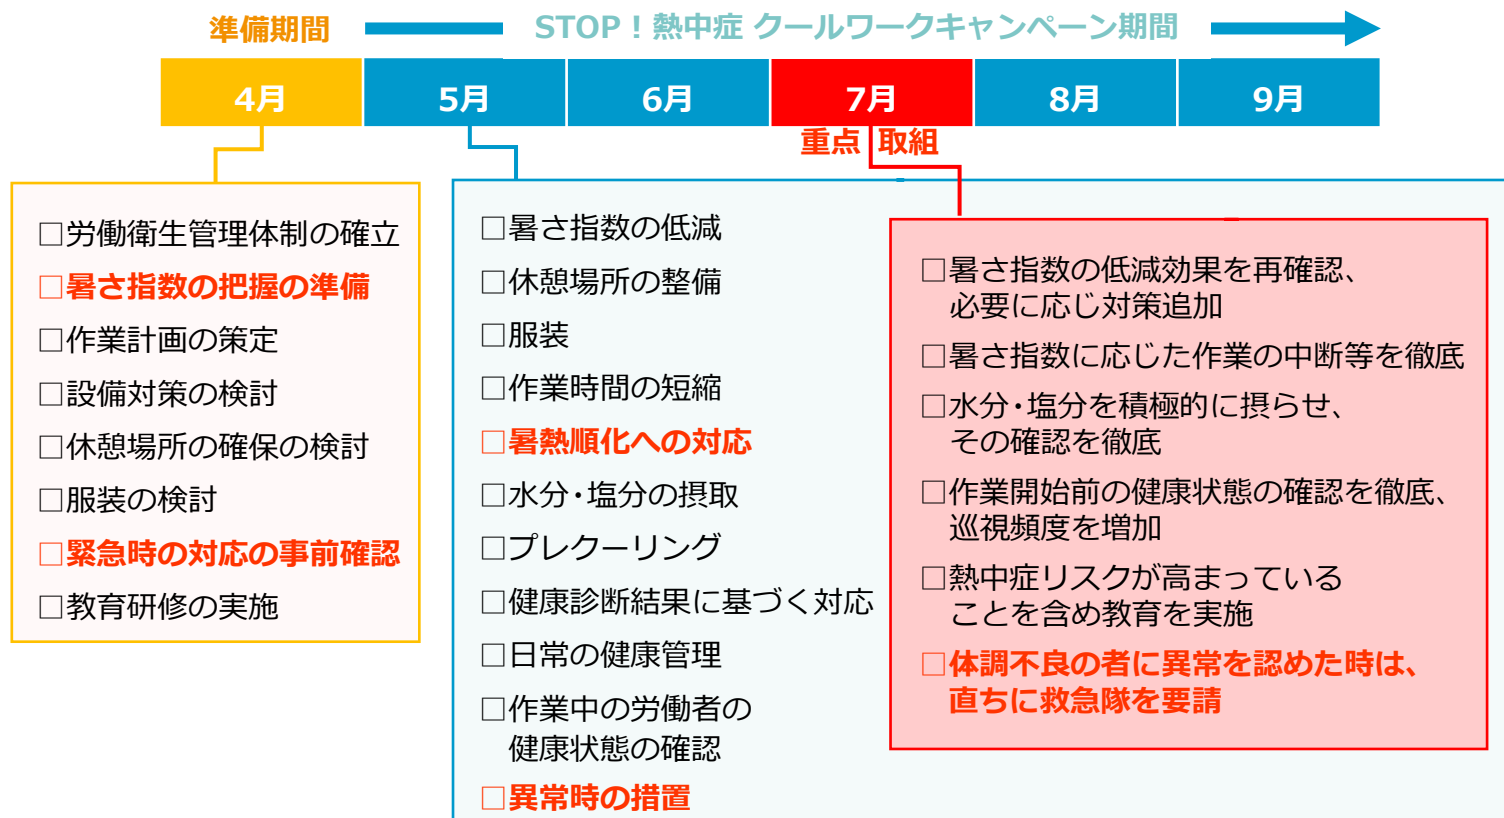 準備期間
STOP！熱中症 クールワークキャンペーン期間
4月
5月
6月
7月
8月
9月
重点 取組
□労働衛生管理体制の確立
□暑さ指数の把握の準備
□作業計画の策定
□設備対策の検討
□休憩場所の確保の検討
□服装の検討
□緊急時の対応の事前確認
□教育研修の実施
□暑さ指数の低減
□休憩場所の整備
□服装
□作業時間の短縮
□暑熱順化への対応
□水分・塩分の摂取
□プレクーリング
□健康診断結果に基づく対応
□日常の健康管理
□作業中の労働者の
健康状態の確認
□異常時の措置
□暑さ指数の低減効果を再確認、
必要に応じ対策追加
□暑さ指数に応じた作業の中断等を徹底
□水分・塩分を積極的に摂らせ、
その確認を徹底
□作業開始前の健康状態の確認を徹底、
巡視頻度を増加
□熱中症リスクが高まっている
ことを含め教育を実施
□体調不良の者に異常を認めた時は、
直ちに救急隊を要請